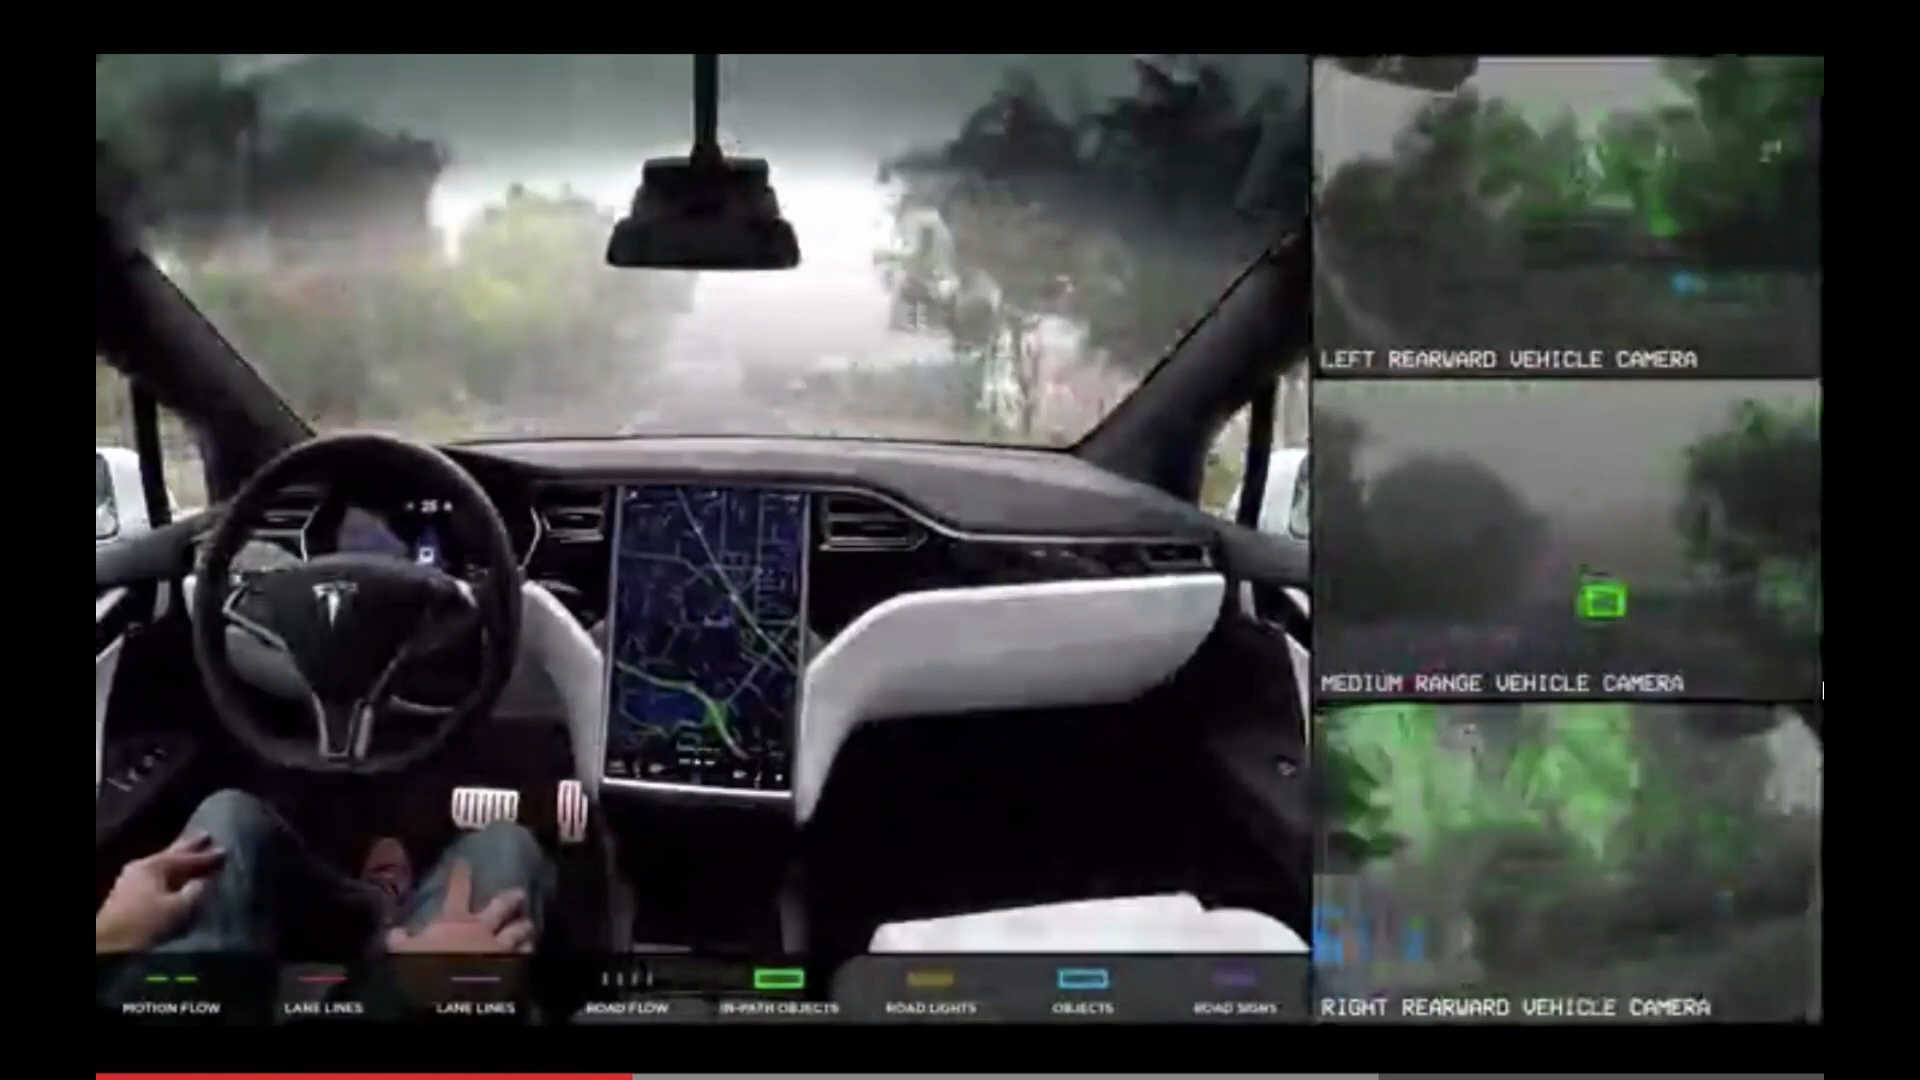 25
LEFT REARWARD VEHICLE CAMERA
MEDIUM RANGE VEHICLE CAMERA
RIGHT REARWARD VEHICLE CAMERA
MOTION FLOW
LANE LINES
LANE LINES
ROAD FLOW
IN-PATH OBJECTS
ROAD LIGHTS
OBJECTS
ROAD SIGNS